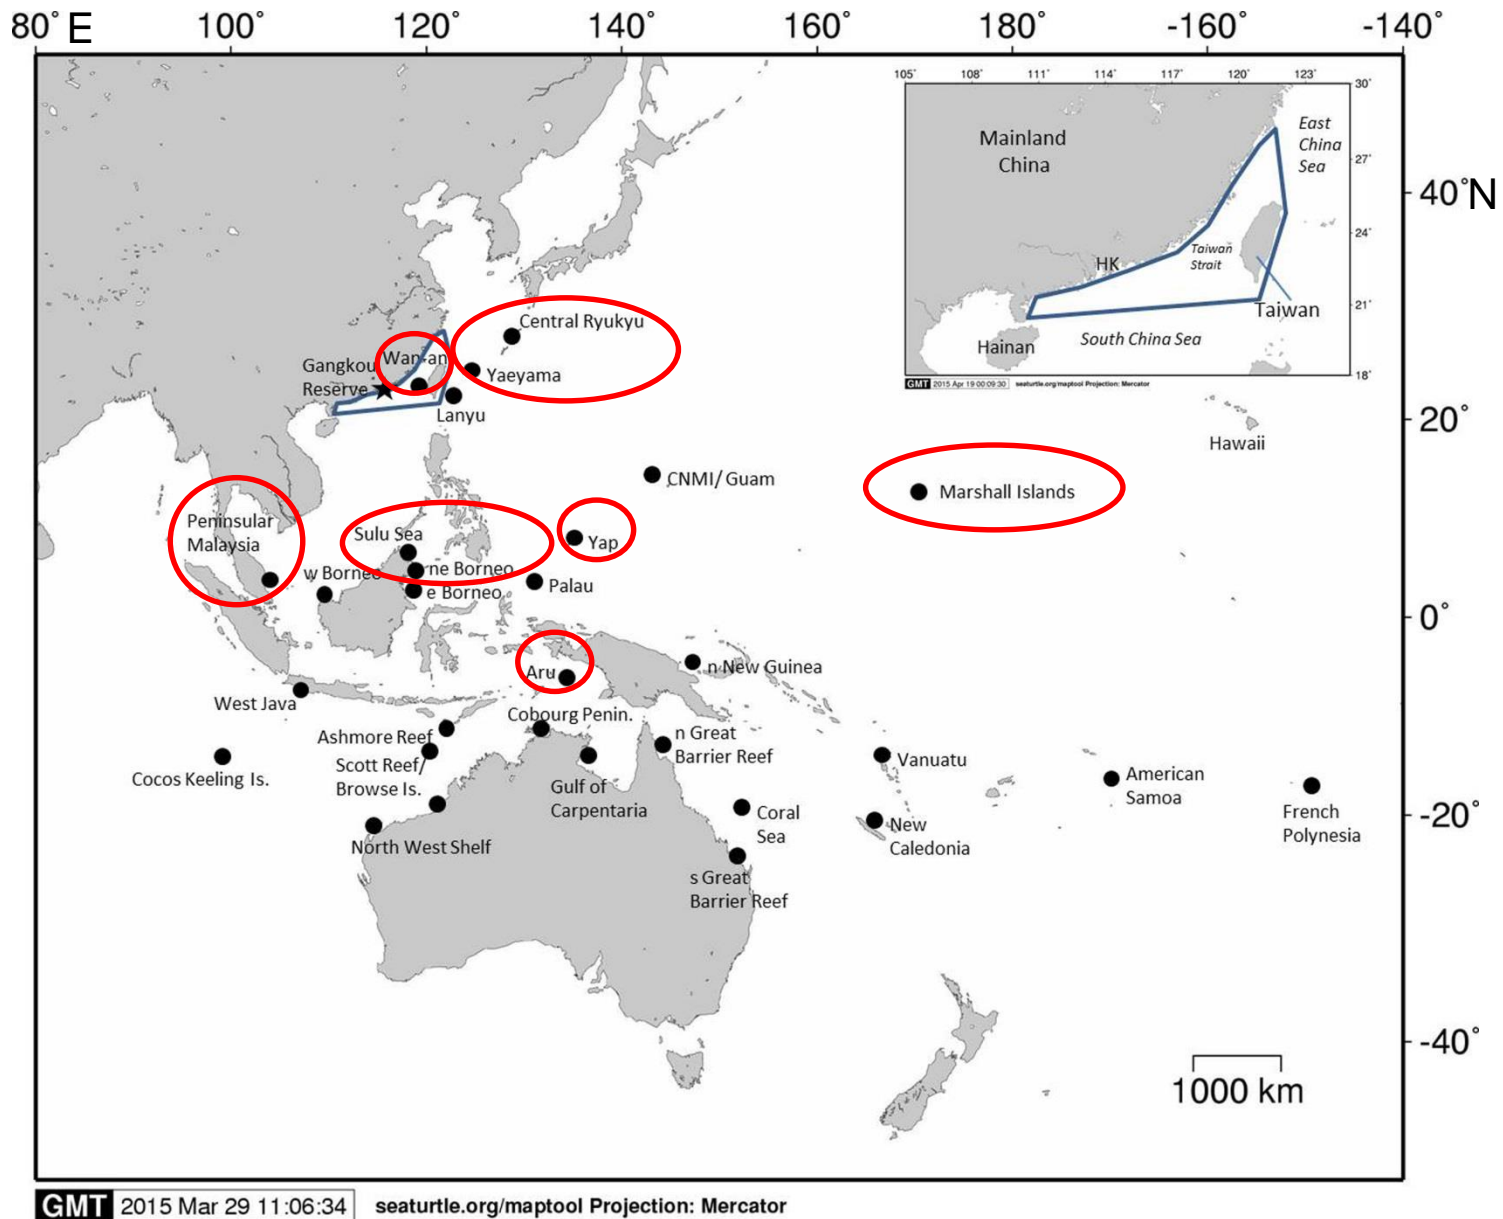 80° E 100° 120° 140° 160° 180° -160° -140°
105° 108° 111° 114° 117° 120° 123°
30°
Mainland
China
East
China
Sea
27°
40°N
24°
Taiwan
Strait
HK
21°
Taiwan
South China Sea
Hainan
18°
GMT 2015 Apr 19 00:09:30 seaturtle.org/maptool Projection: Mercator
Central Ryukyu
Wan-an
Gangkou
Reserve
Yaeyama
Lanyu
20°
Hawaii
CNMI/Guam
Marshall Islands
Peninsular
Malaysia
Sulu Sea
Yap
w Borneo
ne Borneo
e Borneo
Palau
0°
Aru
n New Guinea
West Java
Cobourg Penin.
Ashmore Reef
n Great
Barrier Reef
Scott Reef/
Browse Is.
Cocos Keeling Is.
Vanuatu
American
Samoa
Gulf of
Carpentaria
Coral
Sea
-20°
French
Polynesia
New
Caledonia
North West Shelf
s Great
Barrier Reef
-40°
1000 km
GMT 2015 Mar 29 11:06:34 seaturtle.org/maptool Projection: Mercator